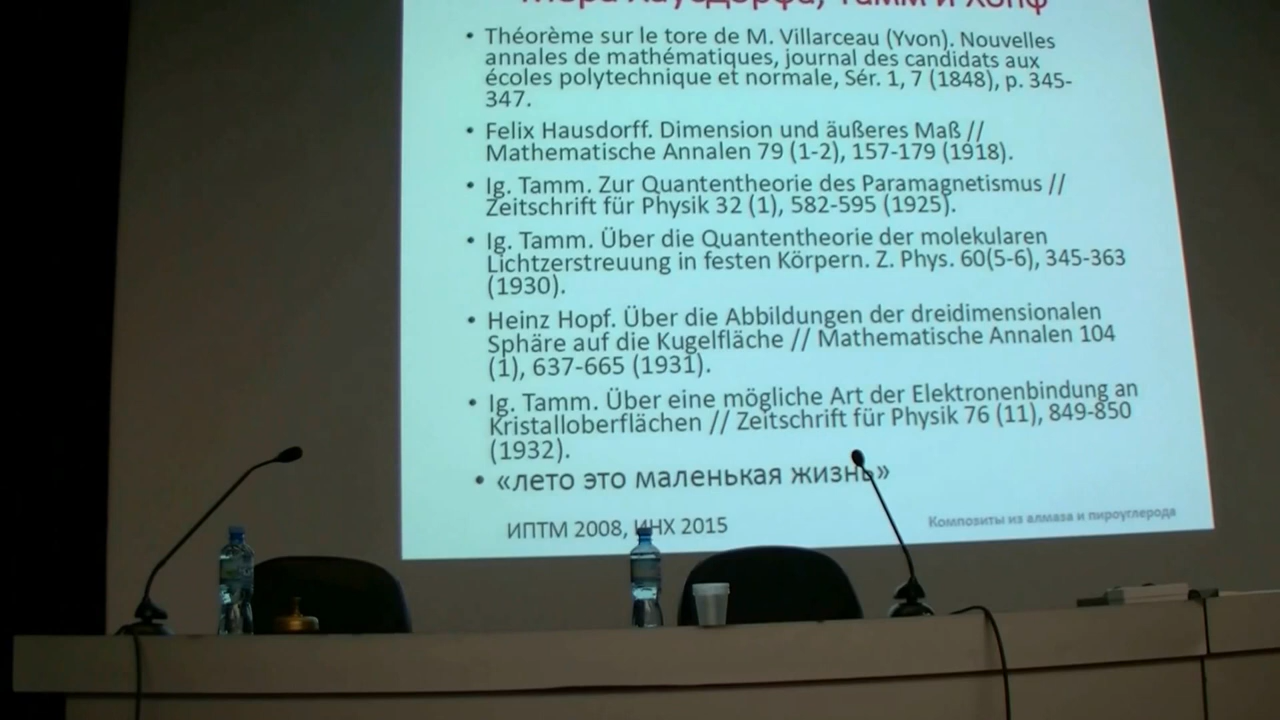 Хаусдорфа, Тамм и Хопф
• Théorème sur le tore de M. Villarceau (Yvon). Nouvelles
annales de mathématiques, journal des candidats aux
écoles polytechnique et normale, Sér. 1, 7 (1848), p. 345-
347.
• Felix Hausdorff. Dimension und äußeres Maß //
Mathematische Annalen 79 (1-2), 157-179 (1918).
• Ig. Tamm. Zur Quantentheorie des Paramagnetismus //
Zeitschrift für Physik 32 (1), 582-595 (1925).
• Ig. Tamm. Über die Quantentheorie der molekularen
Lichtzerstreuung in festen Körpern. Z. Phys. 60(5-6), 345-363
(1930).
• Heinz Hopf. Über die Abbildungen der dreidimensionalen
Sphäre auf die Kugelfläche // Mathematische Annalen 104
(1), 637-665 (1931).
• Ig. Tamm. Über eine mögliche Art der Elektronenbindung an
Kristalloberflächen // Zeitschrift für Physik 76 (11), 849-850
(1932).
• «лето это маленькая жизнь»
ИПТМ 2008, ИНХ 2015
Композиты из алмаза и пироуглерода